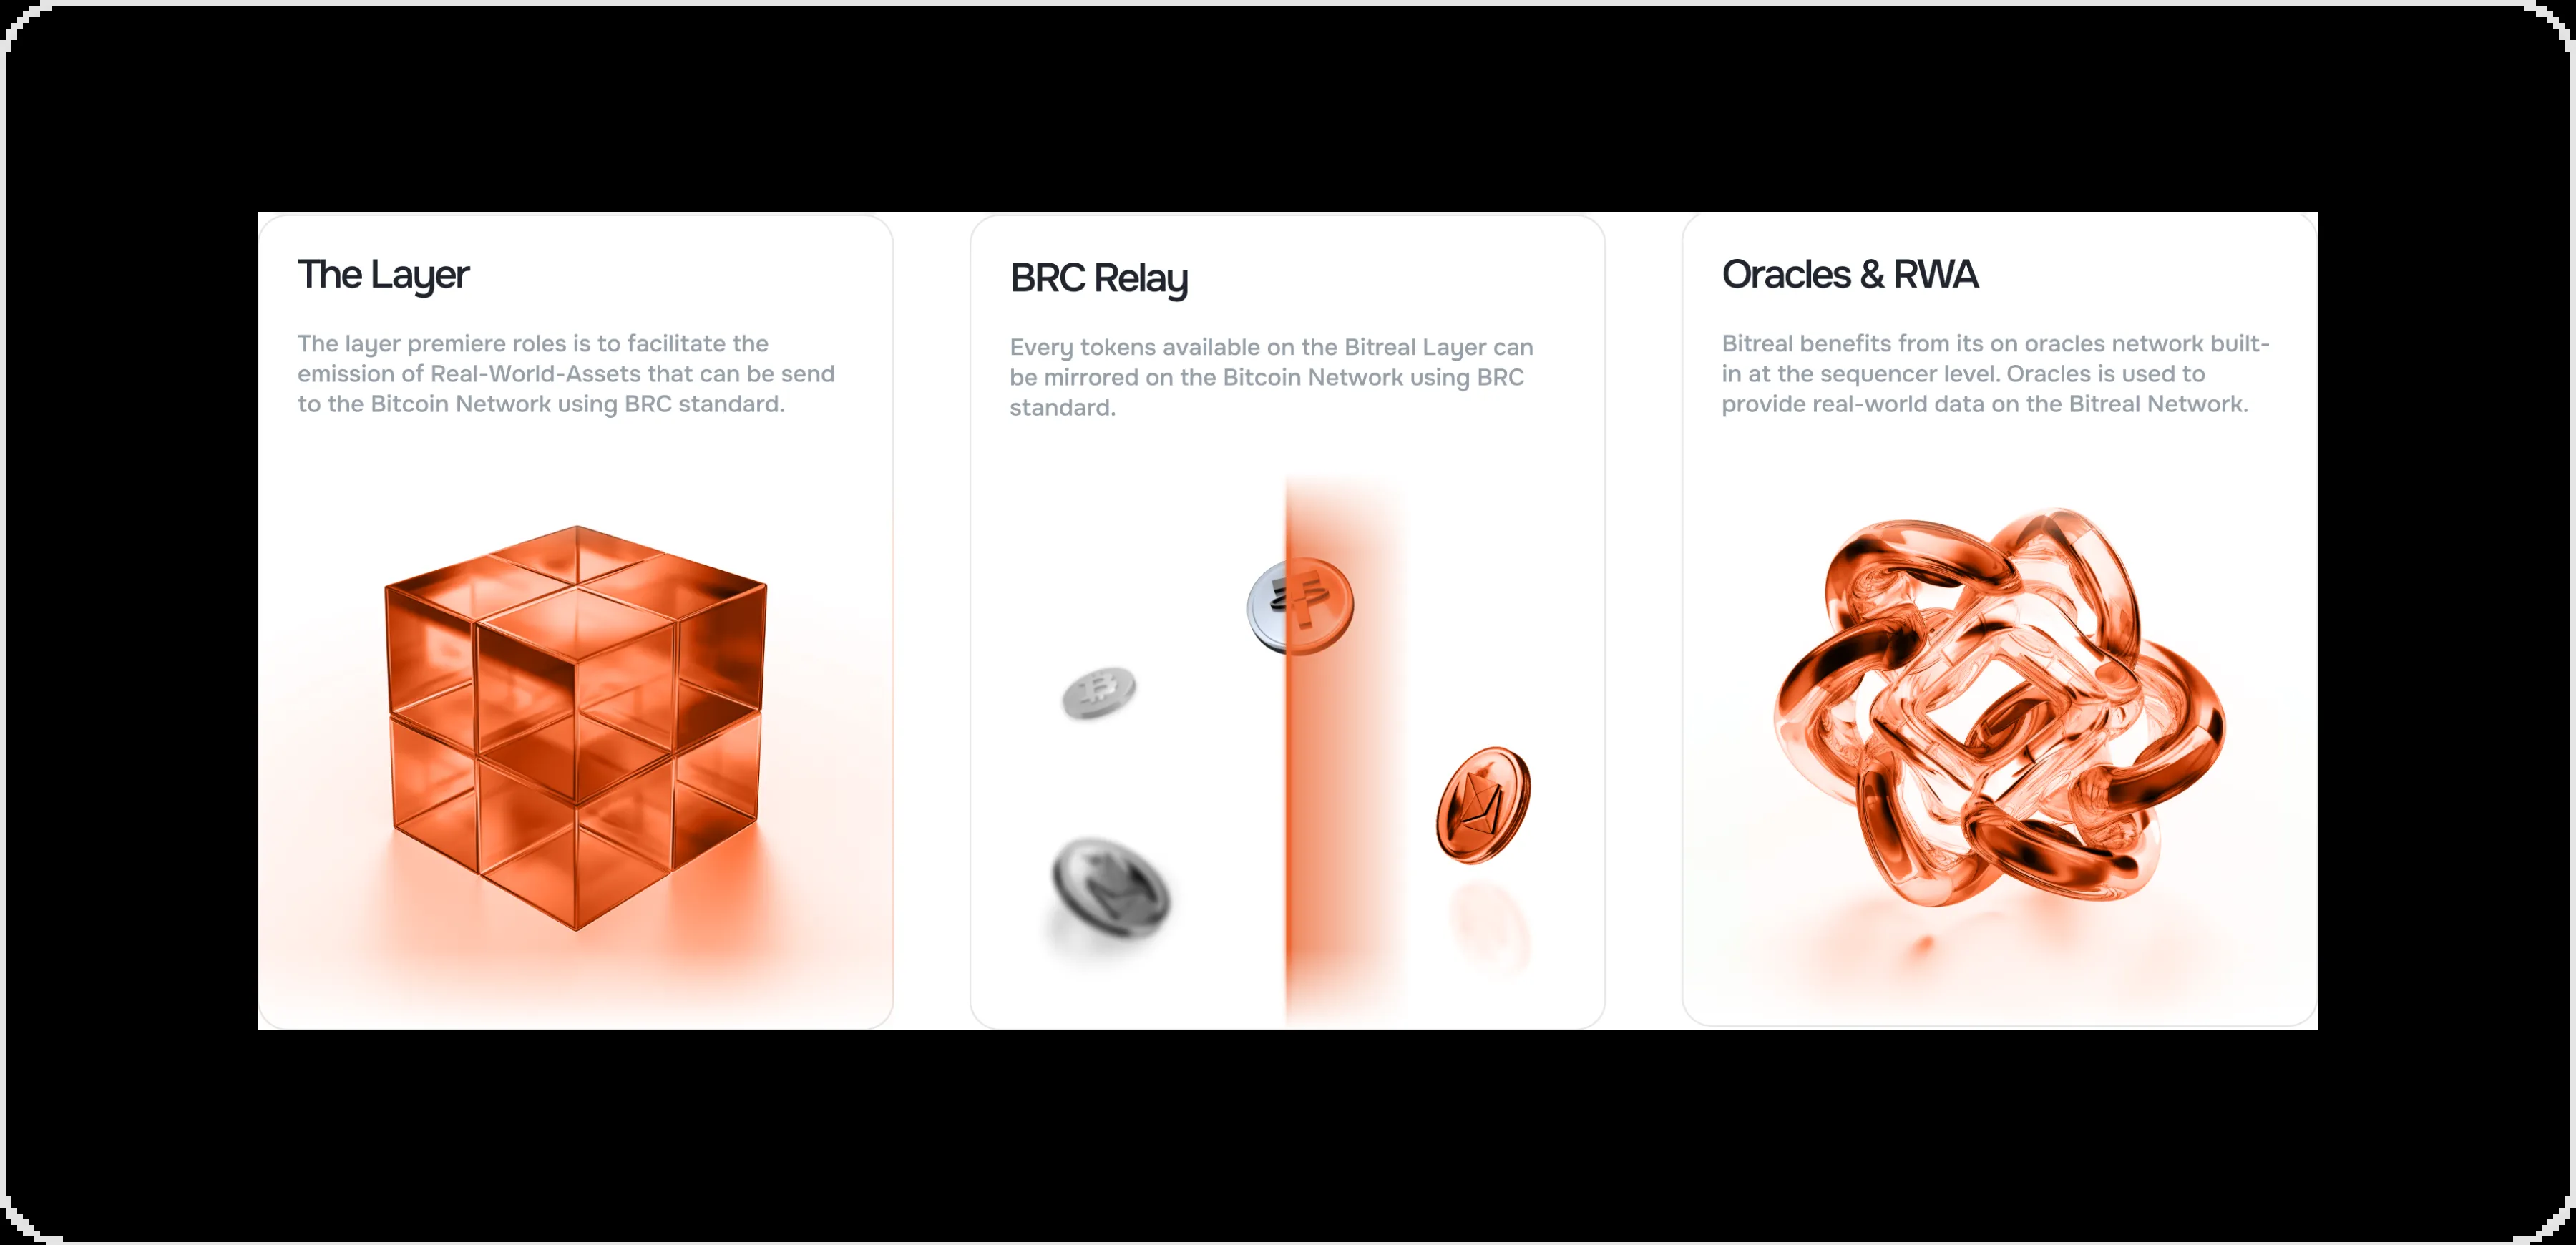 The Layer
The layer premiere roles is to facilitate the
emission of Real-World-Assets that can be send
to the Bitcoin Network using BRC standard.
BRC Relay
Every tokens available on the Bitreal Layer can
be mirrored on the Bitcoin Network using BRC
standard.
Oracles & RWA
Bitreal benefits from its on oracles network built-
in at the sequencer level. Oracles is used to
provide real-world data on the Bitreal Network.